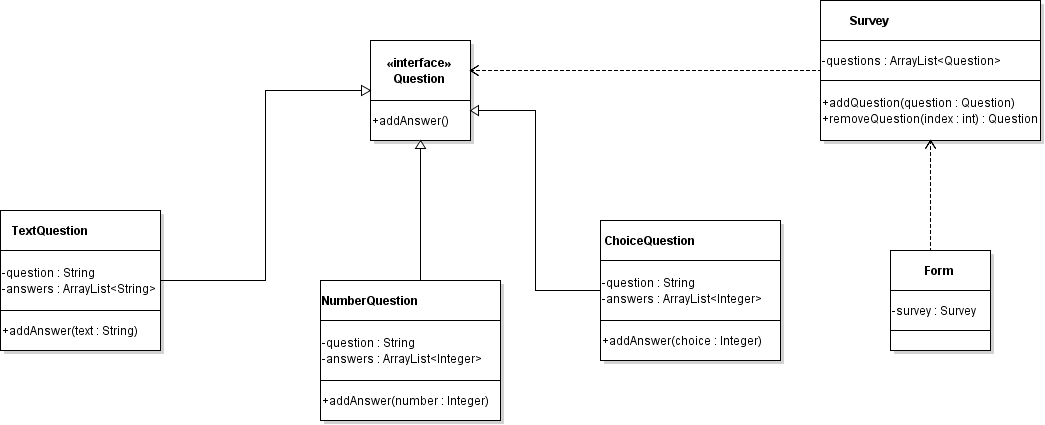 «interface»
Question
+addAnswer()
Survey
-questions : ArrayList<Question>
+addQuestion(question : Question)
+removeQuestion(index : int) : Question
TextQuestion
-question : String
-answers : ArrayList<String>
+addAnswer(text : String)
NumberQuestion
-question : String
-answers : ArrayList<Integer>
+addAnswer(number : Integer)
ChoiceQuestion
-question : String
-answers : ArrayList<Integer>
+addAnswer(choice : Integer)
Form
-survey : Survey